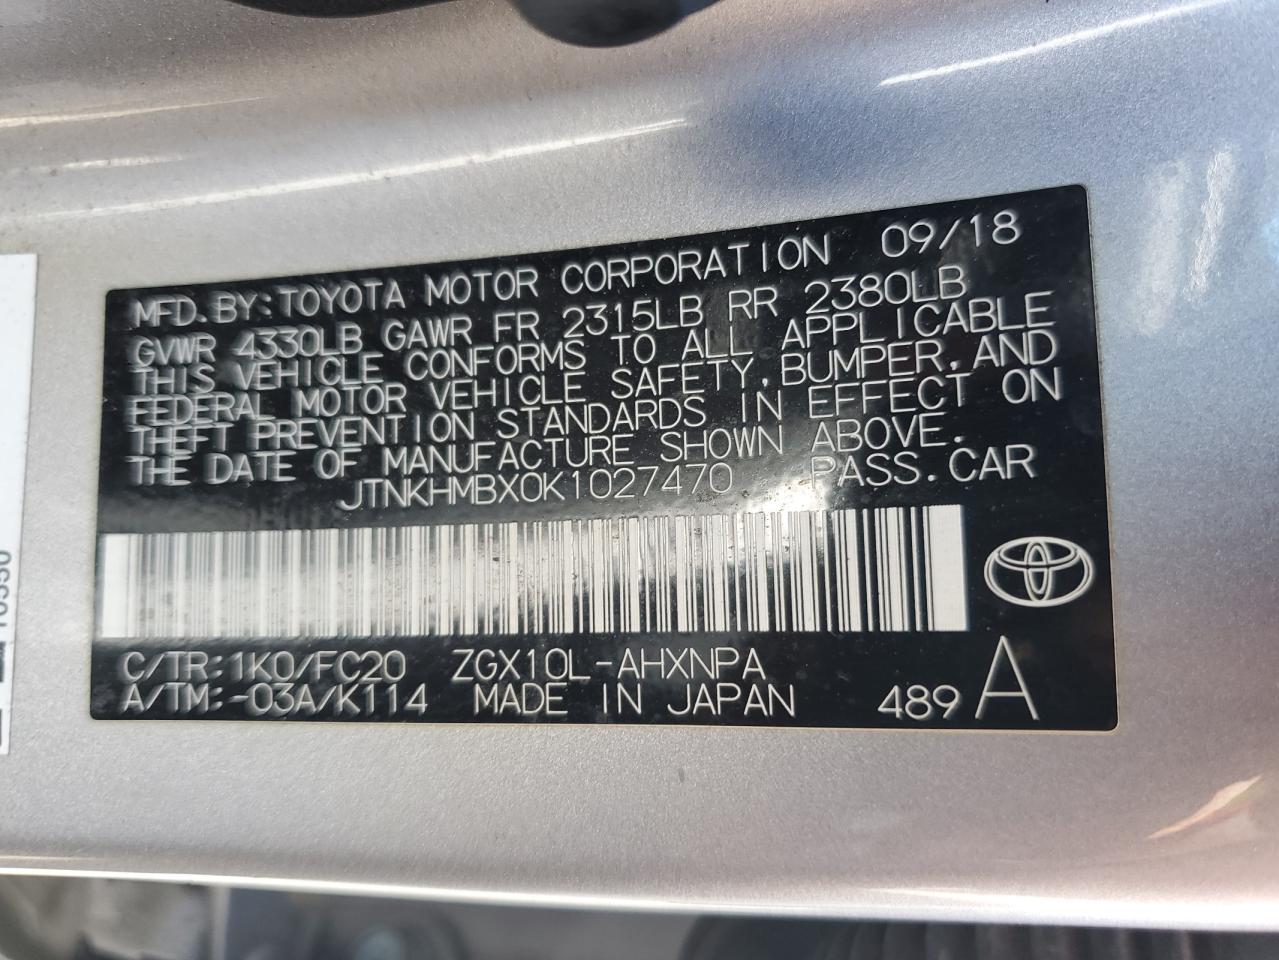 MFD.BY:TOYOTA MOTOR CORPORATION 09/18
GVWR 4330LB GAWR FR 2315LB RR 2380LB
THIS VEHICLE CONFORMS TO ALL APPLICABLE
FEDERAL MOTOR VEHICLE SAFETY,BUMPER,AND
THEFT PREVENTION STANDARDS IN EFFECT ON
THE DATE OF MANUFACTURE SHOWN ABOVE.
JTNKHMBX0K1027470 PASS.CAR
C/TR:1K0/FC20 ZGX10L-AHXNPA
A/TM:-03A/K114 MADE IN JAPAN 489 A